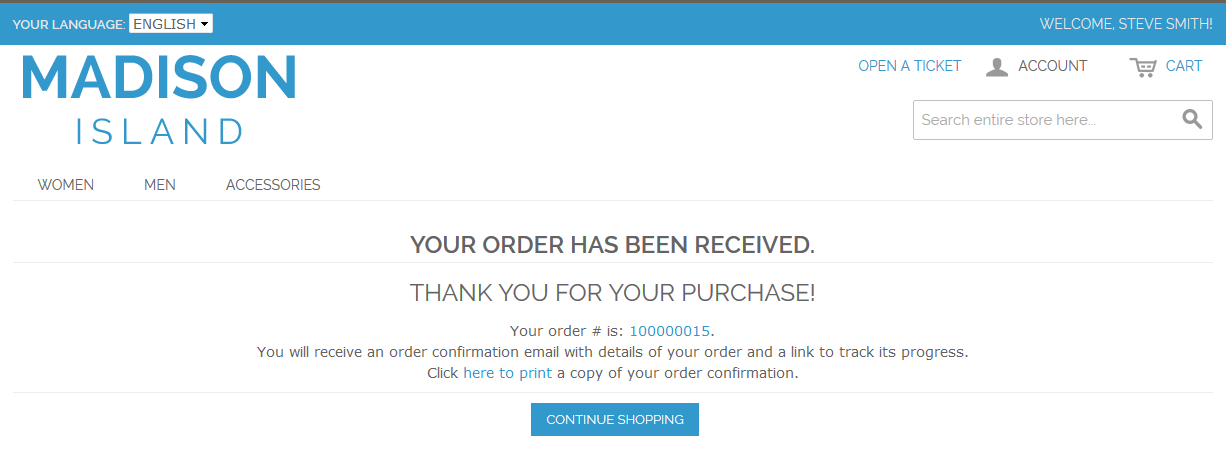 YOUR LANGUAGE: ENGLISH WELCOME, STEVE SMITH!
MADISON
ISLAND
OPEN A TICKET ACCOUNT CART
Search entire store here...
WOMEN MEN ACCESSORIES
YOUR ORDER HAS BEEN RECEIVED.
THANK YOU FOR YOUR PURCHASE!
Your order # is: 100000015.
You will receive an order confirmation email with details of your order and a link to track its progress.
Click here to print a copy of your order confirmation.
CONTINUE SHOPPING